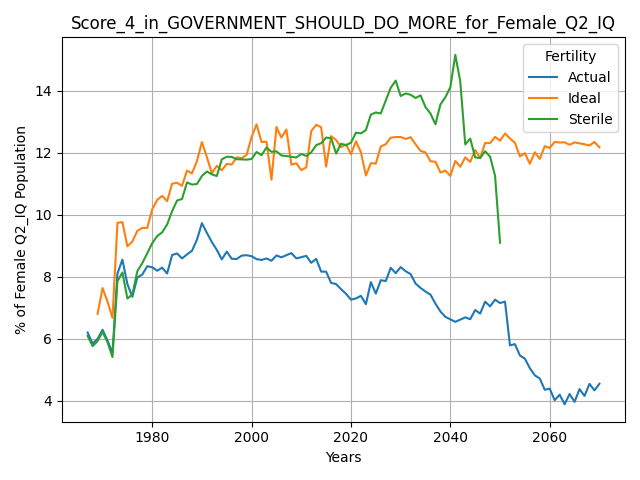 Score_4_in_GOVERNMENT_SHOULD_DO_MORE_for_Female_Q2_IQ
Fertility
Actual
Ideal
Sterile
% of Female Q2_IQ Population
14
12
10
8
6
4
1980 2000 2020 2040 2060
Years